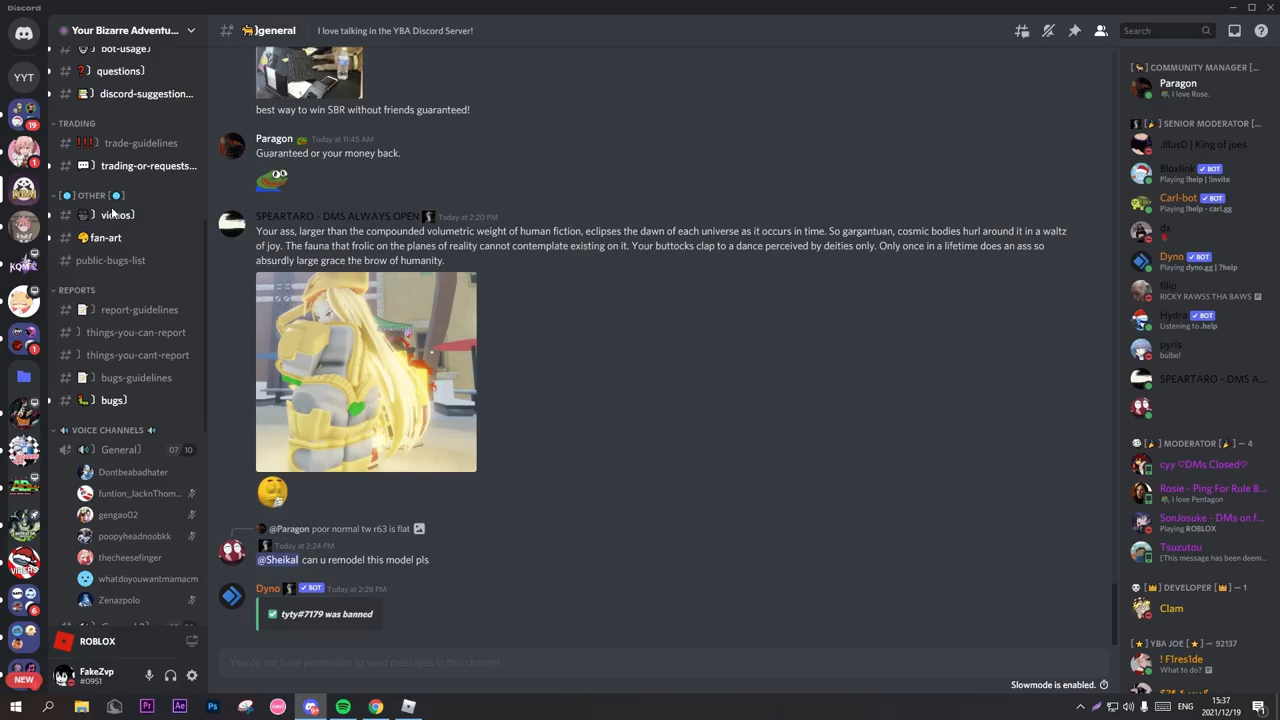 Discord
Your Bizarre Adventu...
)general
I love talking in the YBA Discord Server!
Search
YYT
19
1
1
6
NEW
bot-usage}
questions}
discord-suggestion...
TRADING
trade-guidelines
trading-or-requests...
[ ] OTHER [ ]
videos}
fan-art
public-bugs-list
REPORTS
report-guidelines
things-you-can-report
things-you-cant-report
bugs-guidelines
bugs}
VOICE CHANNELS
General}
07 10
Dontbeabadhater
funtion_JacknThom...
gengao02
poopyheadnoobkk
thecheesefinger
whatdoyouwantmamacm
Zenazpolo
ROBLOX
FakeZvp
#0951
best way to win SBR without friends guaranteed!
Paragon Today at 11:45 AM
Guaranteed or your money back.
SPEARTARO - DMS ALWAYS OPEN Today at 2:20 PM
Your ass, larger than the compounded volumetric weight of human fiction, eclipses the dawn of each universe as it occurs in time. So gargantuan, cosmic bodies hurl around it in a waltz
of joy. The fauna that frolic on the planes of reality cannot contemplate existing on it. Your buttocks clap to a dance perceived by deities only. Only once in a lifetime does an ass so
absurdly large grace the brow of humanity.
@Paragon poor normal tw r63 is flat
Today at 2:24 PM
@Sheikal can u remodel this model pls
Dyno BOT Today at 2:28 PM
tyty#7179 was banned
You do not have permission to send messages in this channel.
Slowmode is enabled.
[ ] COMMUNITY MANAGER [...
Paragon
I love Rose.
[ ] SENIOR MODERATOR [...
.Illus0 | King of joes
Bloxlink BOT
Playing !help | !invite
Carl-bot BOT
Playing !help - carl.gg
dx
Dyno BOT
Playing dyno.gg | ?help
filip
RICKY RAWSS THA BAWS
Hydra BOT
Listening to .help
pyris
bulbel
SPEARTARO - DMS A...
[ ] MODERATOR [ ] — 4
cyy ♡DMs Closed♡
Rosie - Ping For Rule B...
I love Pentagon
SonJosuke - DMs on f...
Playing ROBLOX
Tsuzutou
[This message has been deem...
[ ] DEVELOPER [ ] — 1
Clam
[★] YBA JOE [★] — 92137
! F1res1de
What to do?
ENG
15:37
2021/12/19